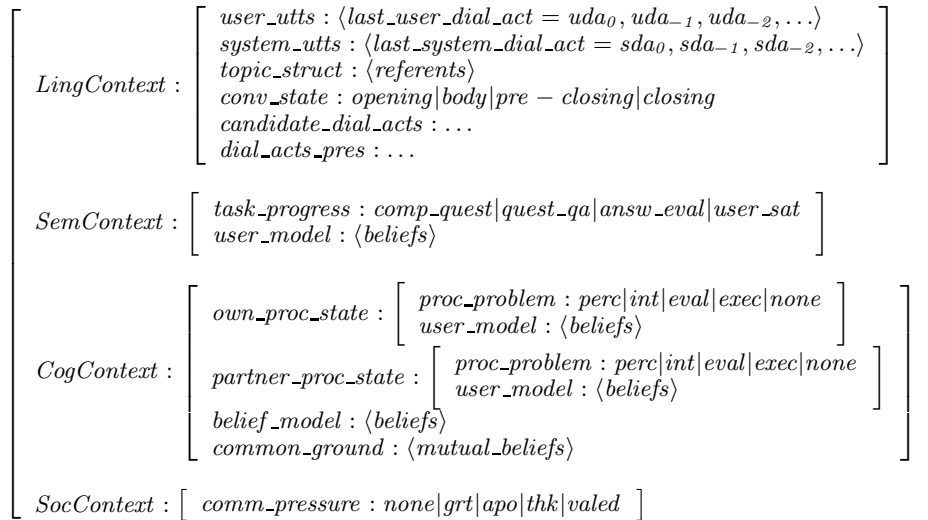 user_utts : ⟨last_user_dial_act = uda₀, uda₋₁, uda₋₂, . . .⟩
system_utts : ⟨last_system_dial_act = sda₀, sda₋₁, sda₋₂, . . .⟩
topic_struct : ⟨referents⟩
LingContext :
conv_state : opening|body|pre − closing|closing
candidate_dial_acts : . . .
dial_acts_pres : . . .
SemContext :
task_progress : comp_quest|quest_qa|answ_eval|user_sat
user_model : ⟨beliefs⟩
own_proc_state :
proc_problem : perc|int|eval|exec|none
user_model : ⟨beliefs⟩
CogContext :
partner_proc_state :
proc_problem : perc|int|eval|exec|none
user_model : ⟨beliefs⟩
belief_model : ⟨beliefs⟩
common_ground : ⟨mutual_beliefs⟩
SocContext : [ comm_pressure : none|grt|apo|thk|valed ]